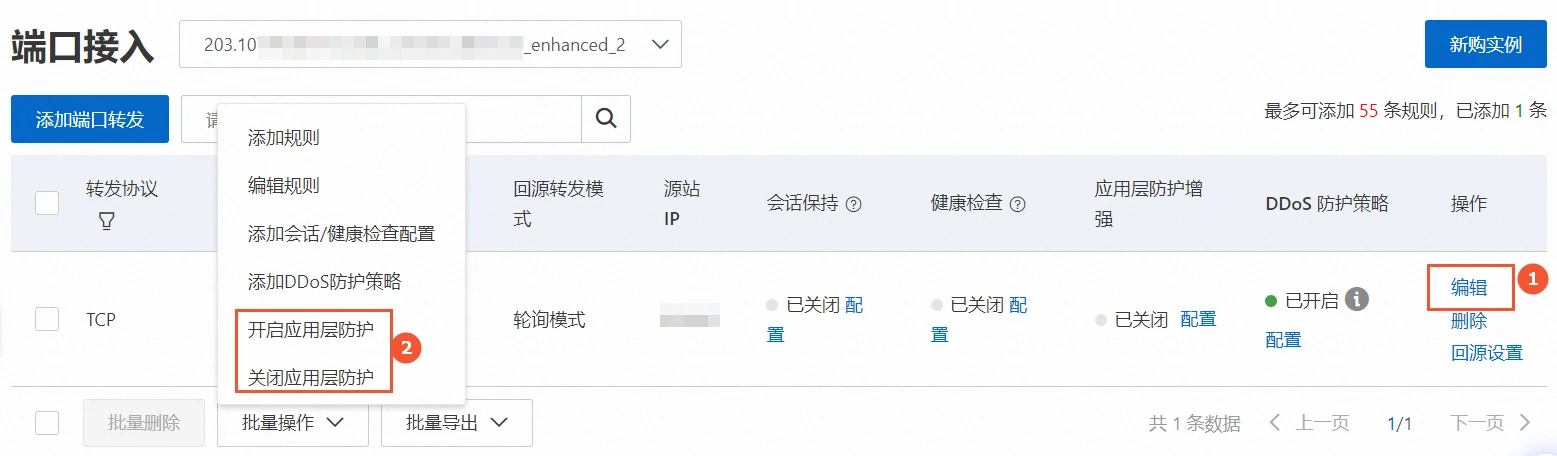 端口接入
203.10
_enhanced_2
新购实例
添加端口转发
最多可添加 55 条规则，已添加 1 条
添加规则
编辑规则
添加会话/健康检查配置
添加DDoS防护策略
开启应用层防护
关闭应用层防护
2
转发协议
回源转发模
式
源站
IP
会话保持
健康检查
应用层防护增
强
DDoS 防护策略
操作
TCP
轮询模式
已关闭 配
置
已关闭 配
置
已关闭 配置
已开启
配置
编辑
1
删除
回源设置
批量删除
批量操作
批量导出
共 1 条数据
上一页
1/1
下一页